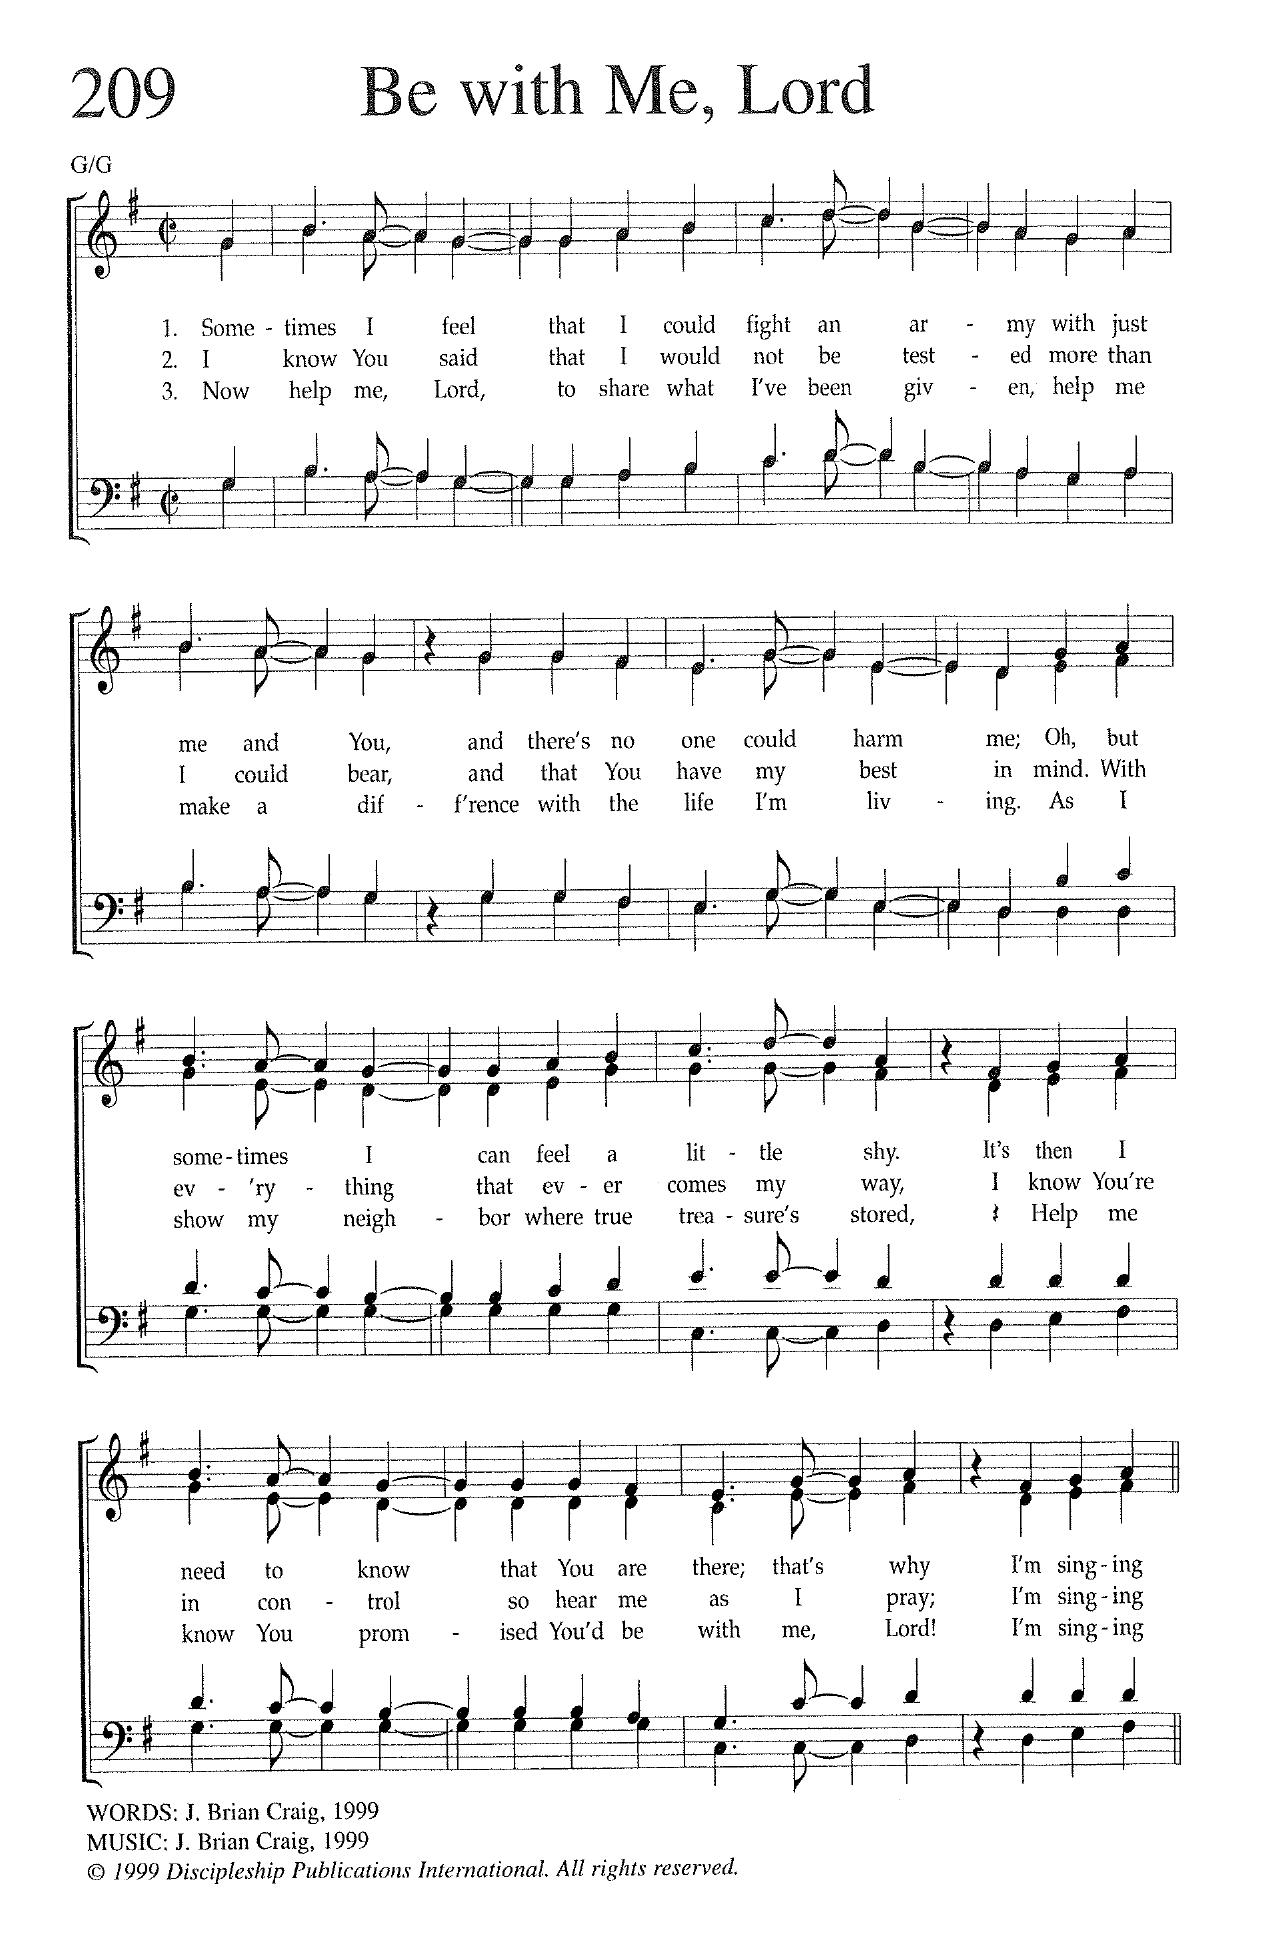 209 Be with Me, Lord
G/G
1. Some - times I feel that I could fight an ar - my with just
2. I know You said that I would not be test - ed more than
3. Now help me, Lord, to share what I've been giv - en, help me
me and You, and there's no one could harm me; Oh, but
I could bear, and that You have my best in mind. With
make a dif - f'rence with the life I'm liv - ing. As I
some - times I can feel a lit - tle shy. It's then I
ev - 'ry - thing that ev - er comes my way, I know You're
show my neigh - bor where true trea - sure's stored, Help me
need to know that You are there; that's why I'm sing - ing
in con - trol so hear me as I pray; I'm sing - ing
know You prom - ised You'd be with me, Lord! I'm sing - ing
WORDS: J. Brian Craig, 1999
MUSIC: J. Brian Craig, 1999
© 1999 Discipleship Publications International. All rights reserved.